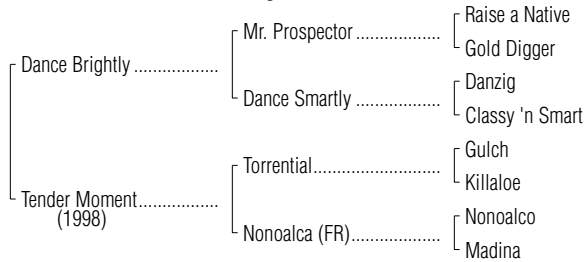 Raise a Native
Mr. Prospector ..................
Gold Digger
Dance Brightly ..................
Danzig
Dance Smartly ..................
Classy 'n Smart
Gulch
Torrential........................
Killaloe
Tender Moment.................
(1998)
Nonoalco
Nonoalca (FR)...................
Madina